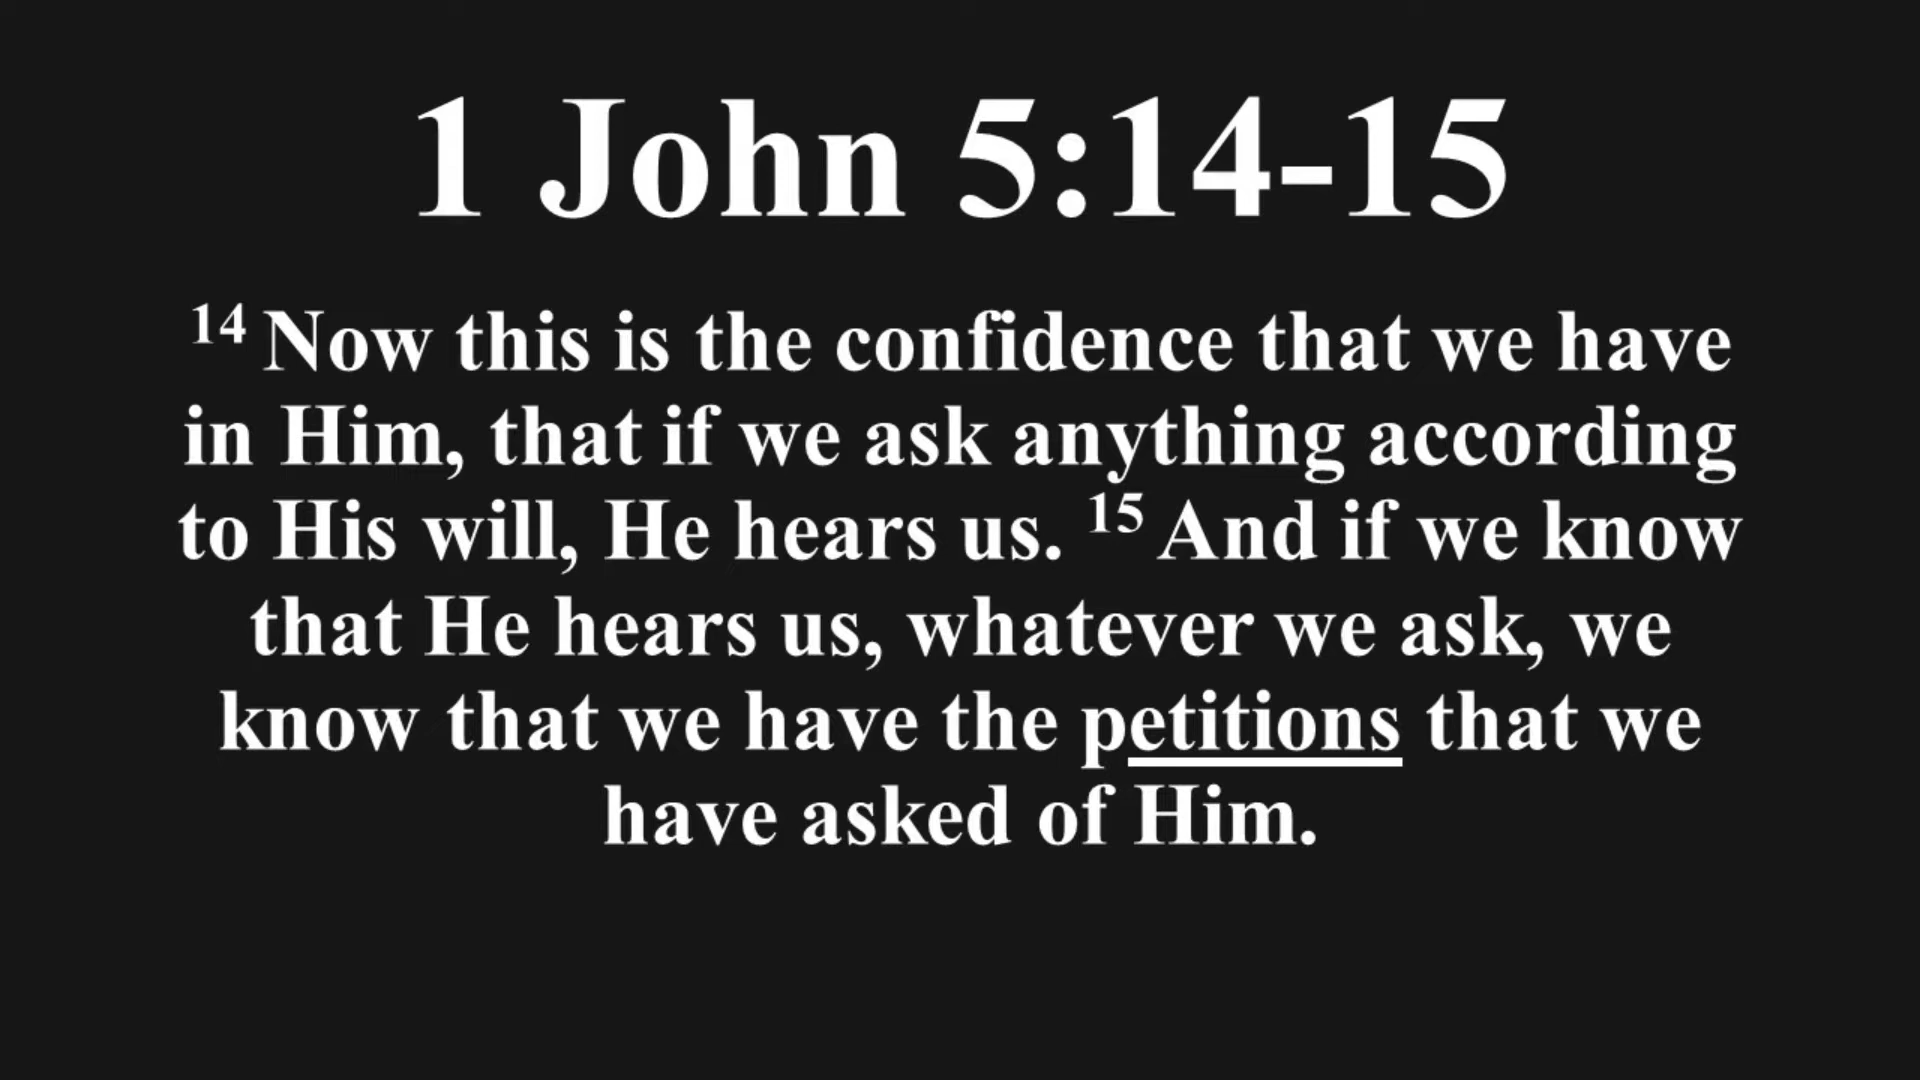 1 John 5:14-15
14 Now this is the confidence that we have
in Him, that if we ask anything according
to His will, He hears us. 15 And if we know
that He hears us, whatever we ask, we
know that we have the petitions that we
have asked of Him.